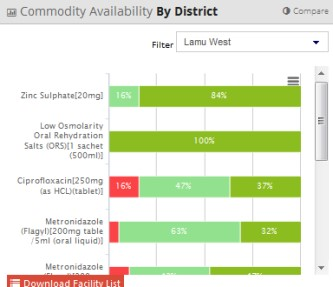 Commodity Availability By District
Compare
Filter
Lamu West
Zinc Sulphate[20mg]
16%
84%
Low Osmolarity
Oral Rehydration
Salts (ORS)[1 sachet
(500ml)]
100%
Ciprofloxacin[250mg
(as HCL)(tablet)]
16%
47%
37%
Metronidazole
(Flagyl)[200mg table
/5ml (oral liquid)]
63%
32%
Metronidazole
Download Facility List